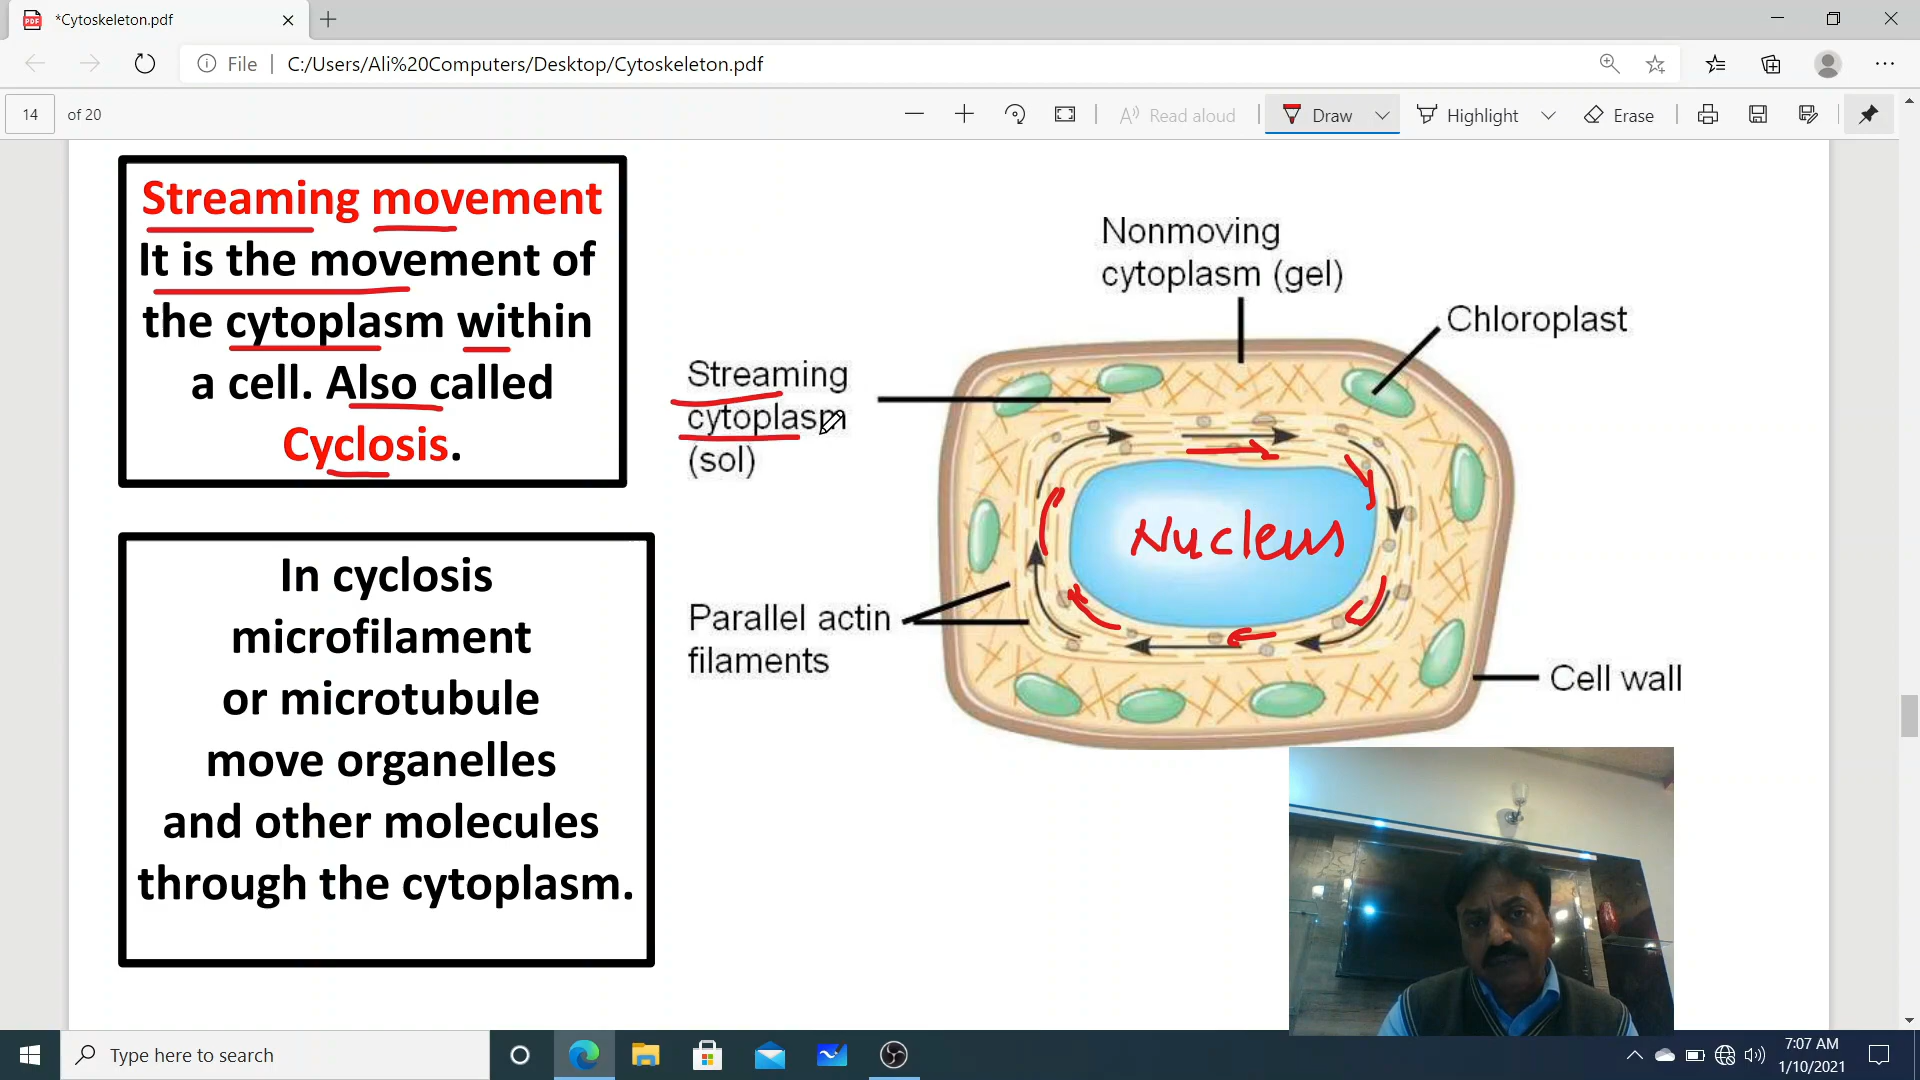 *Cytoskeleton.pdf
File
C:/Users/Ali%20Computers/Desktop/Cytoskeleton.pdf
14
of 20
Read aloud
Draw
Highlight
Erase
Streaming movement
It is the movement of
the cytoplasm within
a cell. Also called
Cyclosis.
In cyclosis
microfilament
or microtubule
move organelles
and other molecules
through the cytoplasm.
Nonmoving
cytoplasm (gel)
Chloroplast
Streaming
cytoplasm
(sol)
Nucleus
Parallel actin
filaments
Cell wall
Type here to search
7:07 AM
1/10/2021